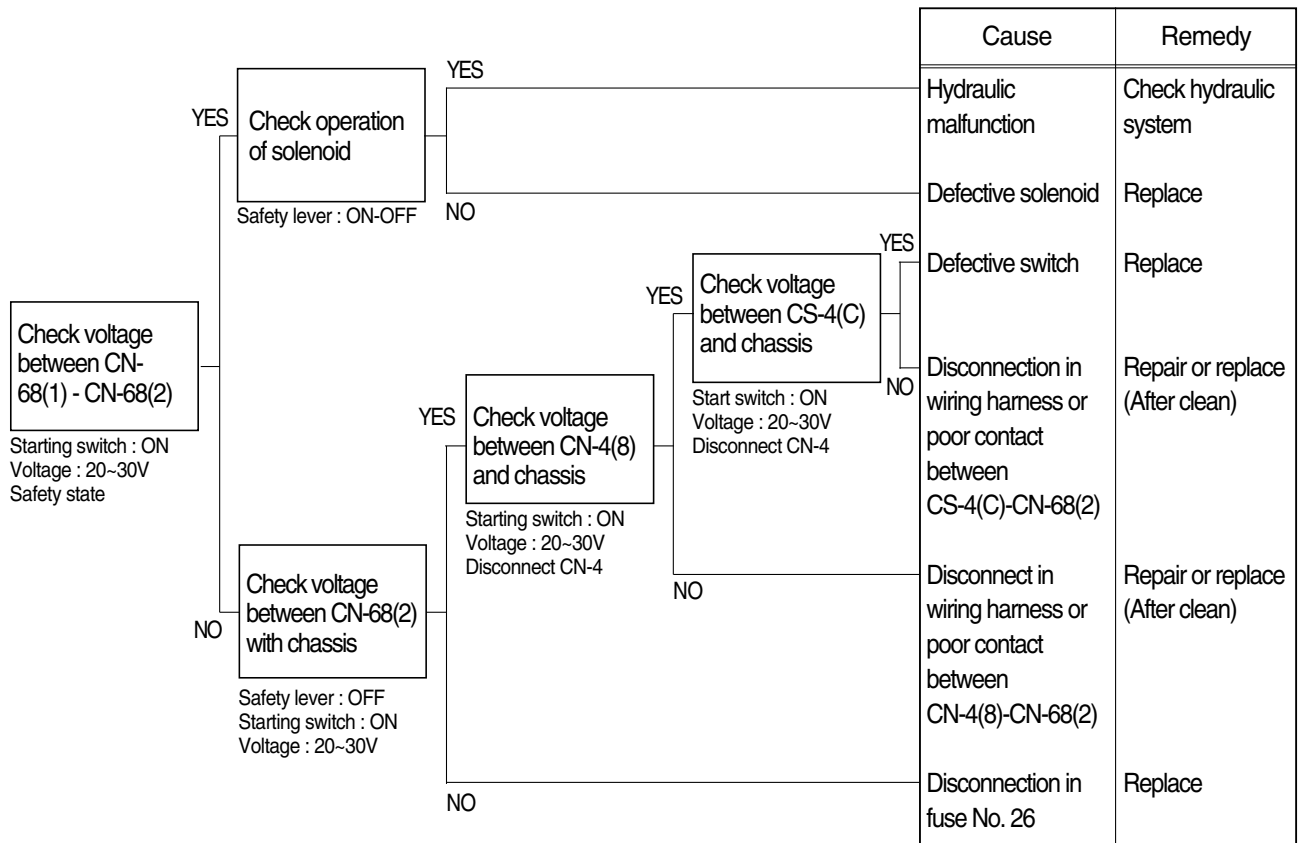 Cause
Remedy
YES
Hydraulic
malfunction
Check hydraulic
system
YES
Check operation
of solenoid
Safety lever : ON-OFF
NO
Defective solenoid
Replace
YES
Defective switch
Replace
YES
Check voltage
between CS-4(C)
and chassis
Start switch : ON
Voltage : 20~30V
Disconnect CN-4
NO
Disconnection in
wiring harness or
poor contact
between
CS-4(C)-CN-68(2)
Repair or replace
(After clean)
Check voltage
between CN-
68(1) - CN-68(2)
Starting switch : ON
Voltage : 20~30V
Safety state
YES
Check voltage
between CN-4(8)
and chassis
Starting switch : ON
Voltage : 20~30V
Disconnect CN-4
NO
Disconnect in
wiring harness or
poor contact
between
CN-4(8)-CN-68(2)
Repair or replace
(After clean)
NO
Check voltage
between CN-68(2)
with chassis
Safety lever : OFF
Starting switch : ON
Voltage : 20~30V
NO
Disconnection in
fuse No. 26
Replace